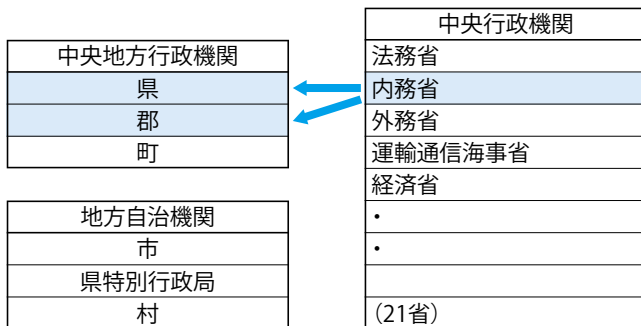 中央地方行政機関
県
郡
町
地方自治機関
市
県特別行政局
村
中央行政機関
法務省
内務省
外務省
運輸通信海事省
経済省
・
・
（21省）